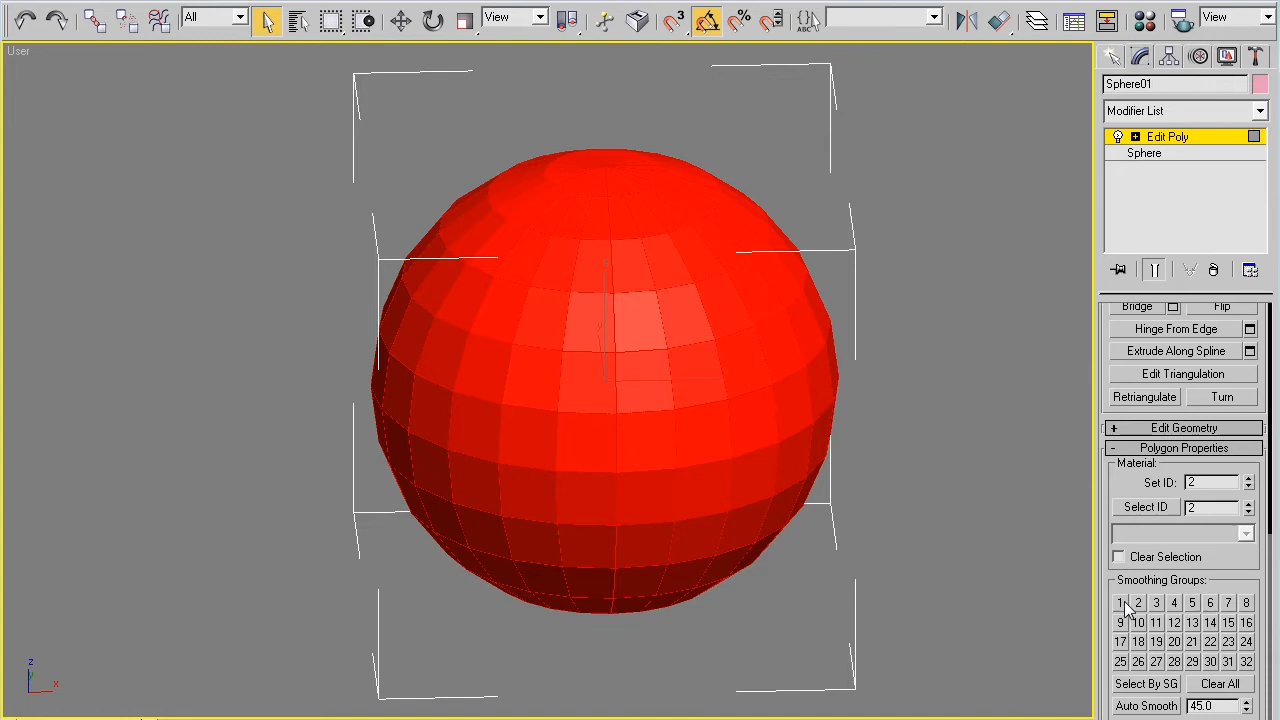 All
View
3
%
{}
ABC
View
User
Sphere01
Modifier List
Edit Poly
Sphere
Bridge Flip
Hinge From Edge
Extrude Along Spline
Edit Triangulation
Retriangulate Turn
+ Edit Geometry
- Polygon Properties
Material:
Set ID: 2
Select ID 2
Clear Selection
Smoothing Groups:
1 2 3 4 5 6 7 8
9 10 11 12 13 14 15 16
17 18 19 20 21 22 23 24
25 26 27 28 29 30 31 32
Select By SG Clear All
Auto Smooth 45.0
z
y
x